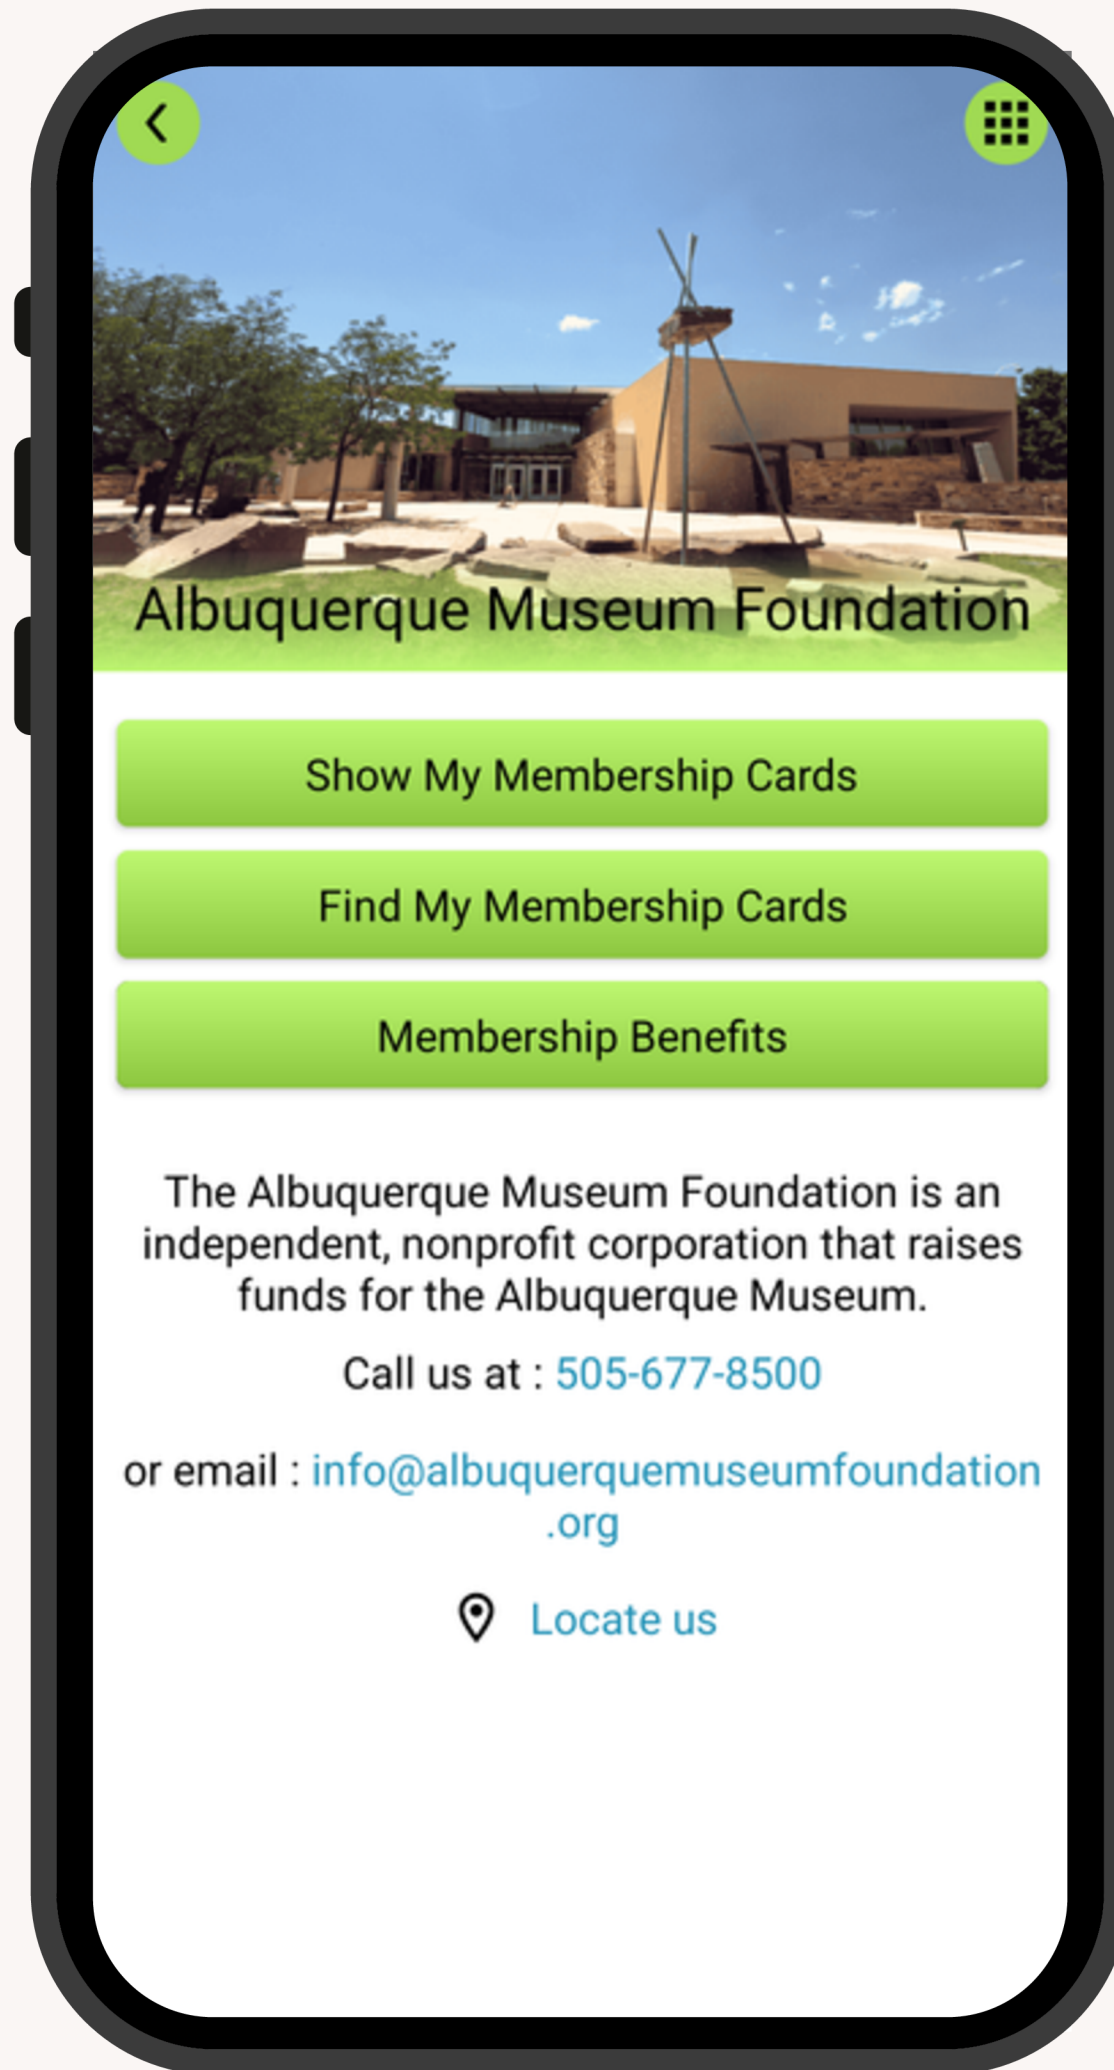 Albuquerque Museum Foundation
Show My Membership Cards
Find My Membership Cards
Membership Benefits
The Albuquerque Museum Foundation is an
independent, nonprofit corporation that raises
funds for the Albuquerque Museum.
Call us at : 505-677-8500
or email : info@albuquerquemuseumfoundation
.org
Locate us